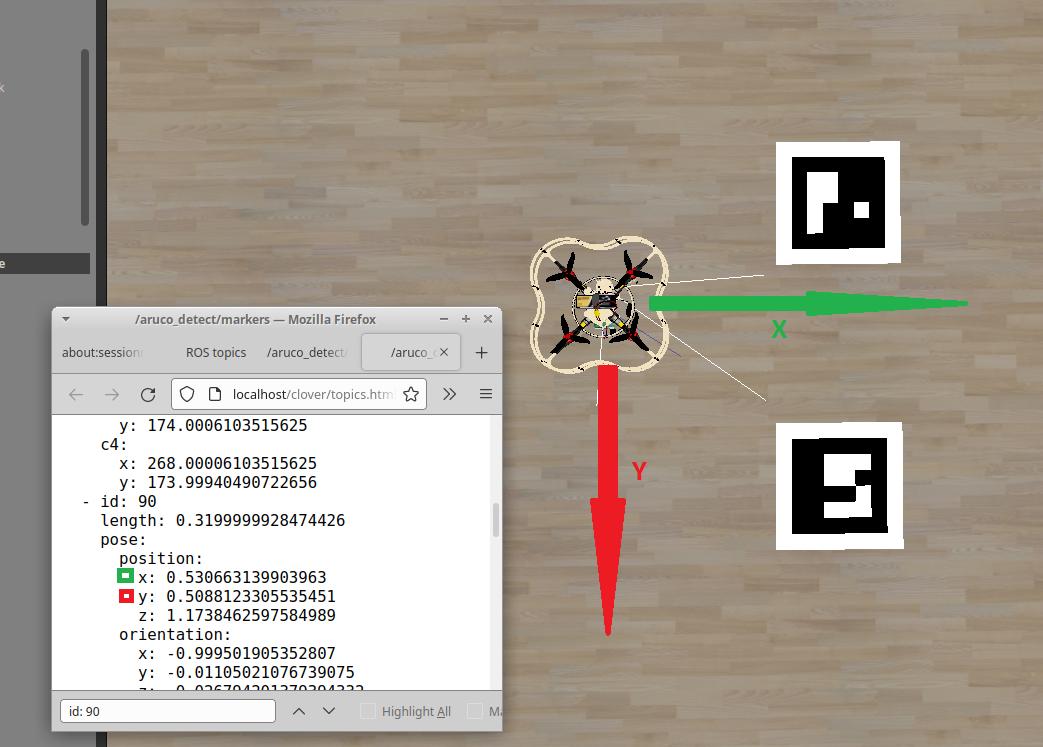 k
e
/aruco_detect/markers — Mozilla Firefox
about:session
ROS topics
/aruco_detect/
/aruco_
localhost/clover/topics.htm
y: 174.0006103515625
c4:
x: 268.00006103515625
y: 173.99940490722656
- id: 90
length: 0.3199999928474426
pose:
position:
x: 0.530663139903963
y: 0.5088123305535451
z: 1.1738462597584989
orientation:
x: -0.999501905352807
y: -0.011050210767390​75
id: 90
Highlight All
Ma
X
Y